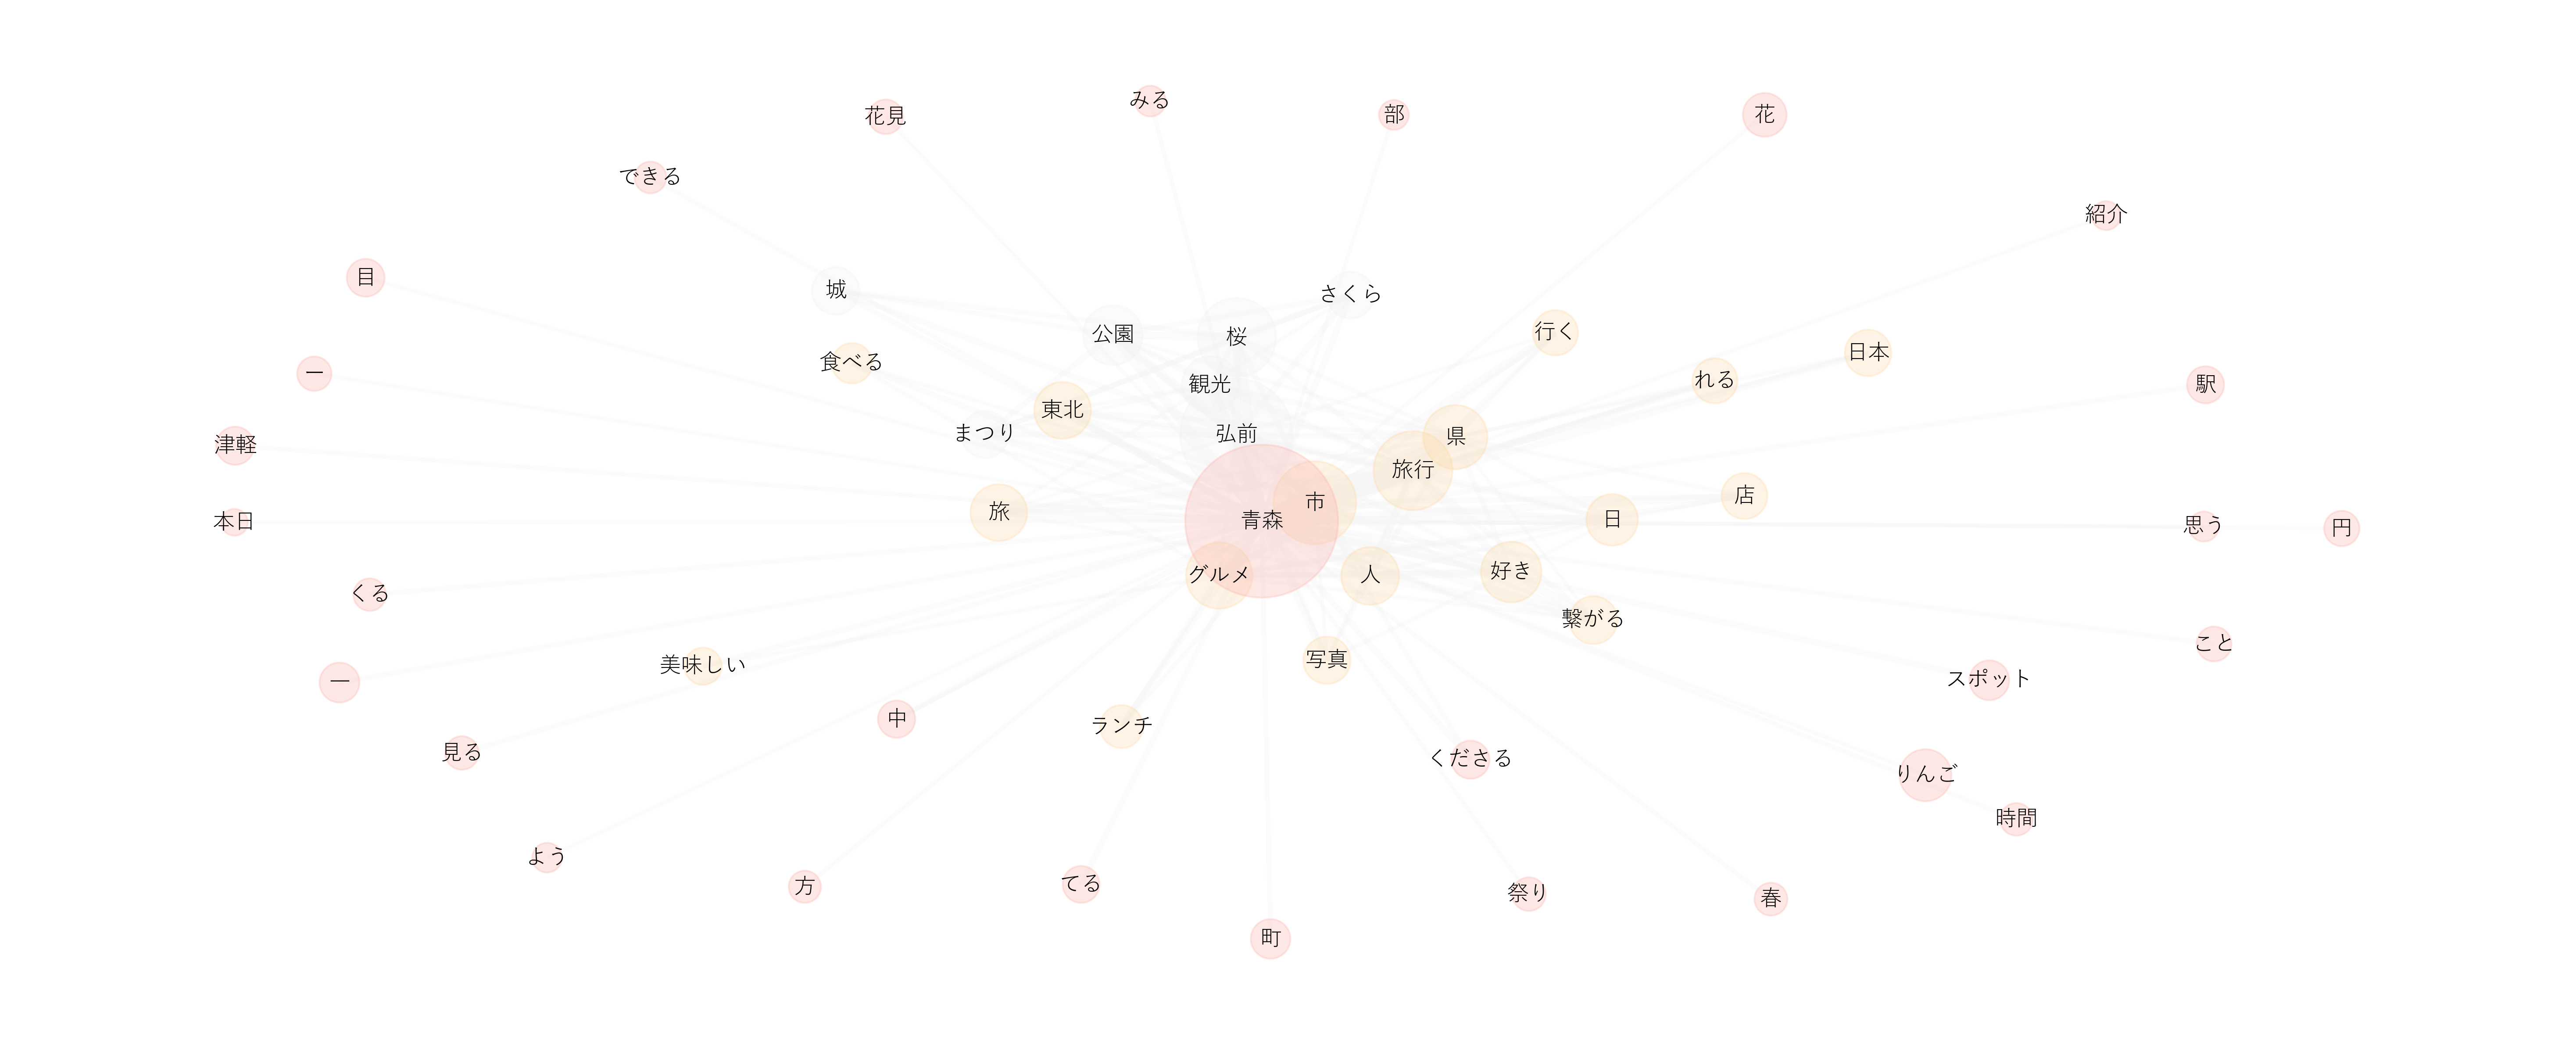 みる
花見
部
花
できる
紹介
目
城
さくら
公園
桜
行く
日本
食べる
一
れる
観光
駅
東北
まつり
弘前
県
津軽
旅行
店
市
旅
青森
日
本日
思う
円
グルメ
人
好き
くる
繋がる
こと
写真
美味しい
スポット
一
中
ランチ
見る
くださる
りんご
時間
よう
てる
方
祭り
春
町